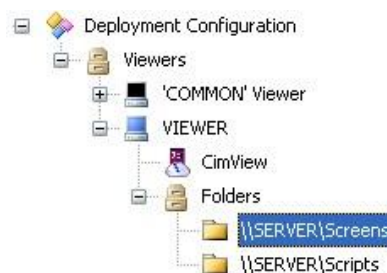 Deployment Configuration
Viewers
'COMMON' Viewer
VIEWER
CimView
Folders
\\SERVER\Screens
\\SERVER\Scripts